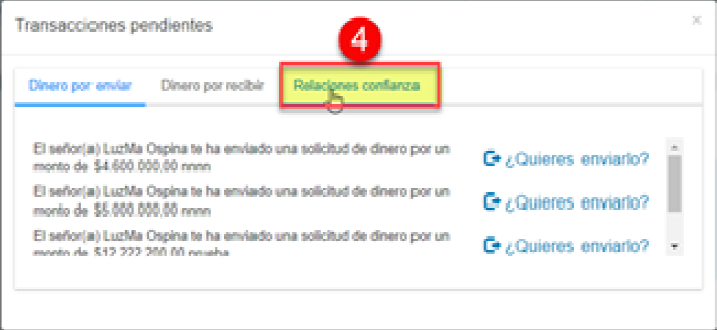 Transacciones pendientes
×
4
Dinero por enviar
Dinero por recibir
Relaciones confianza
El señor(a) LuzMa Ospina te ha enviado una solicitud de dinero por un
monto de $4.600.000,00 nnnn
¿Quieres enviarlo?
El señor(a) LuzMa Ospina te ha enviado una solicitud de dinero por un
monto de $5.000.000,00 nnnn
¿Quieres enviarlo?
El señor(a) LuzMa Ospina te ha enviado una solicitud de dinero por un
monto de $12.222.200,00 prueba
¿Quieres enviarlo?